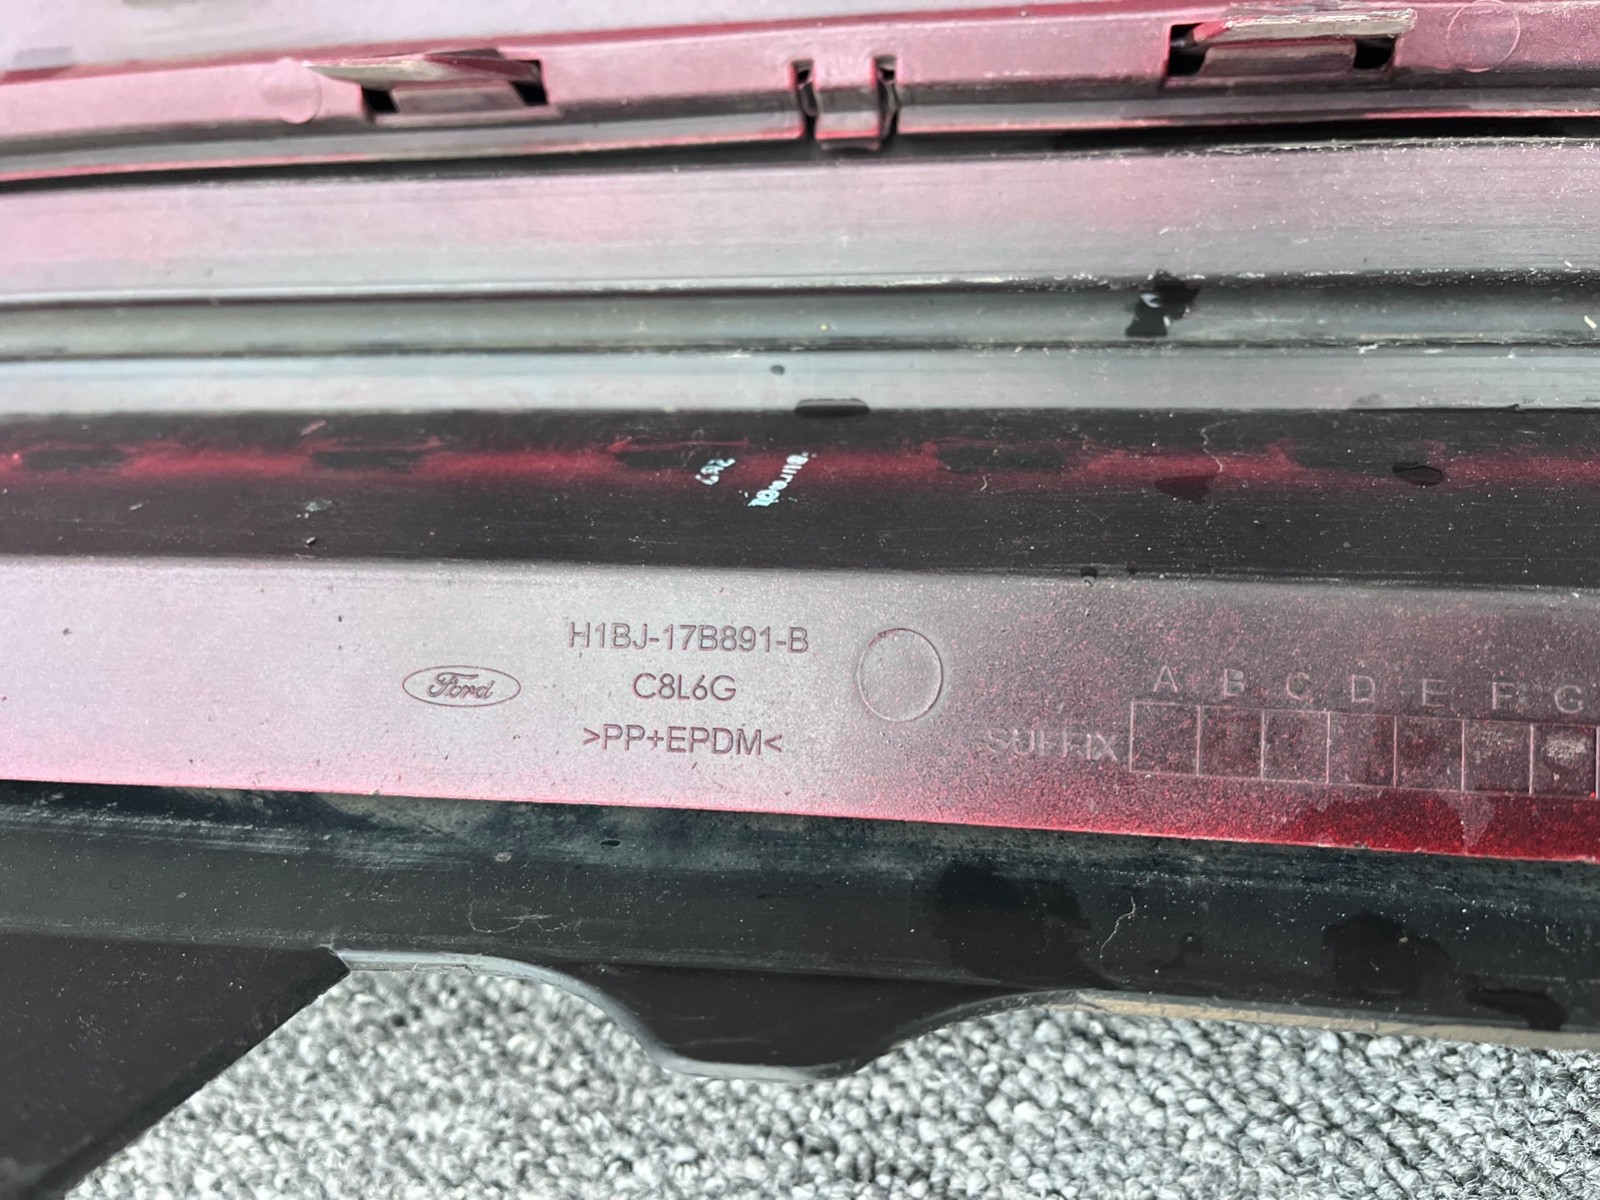 H1BJ-17B891-B
Ford
C8L6G
>PP+EPDM<
A B C D E F G
SUFFIX